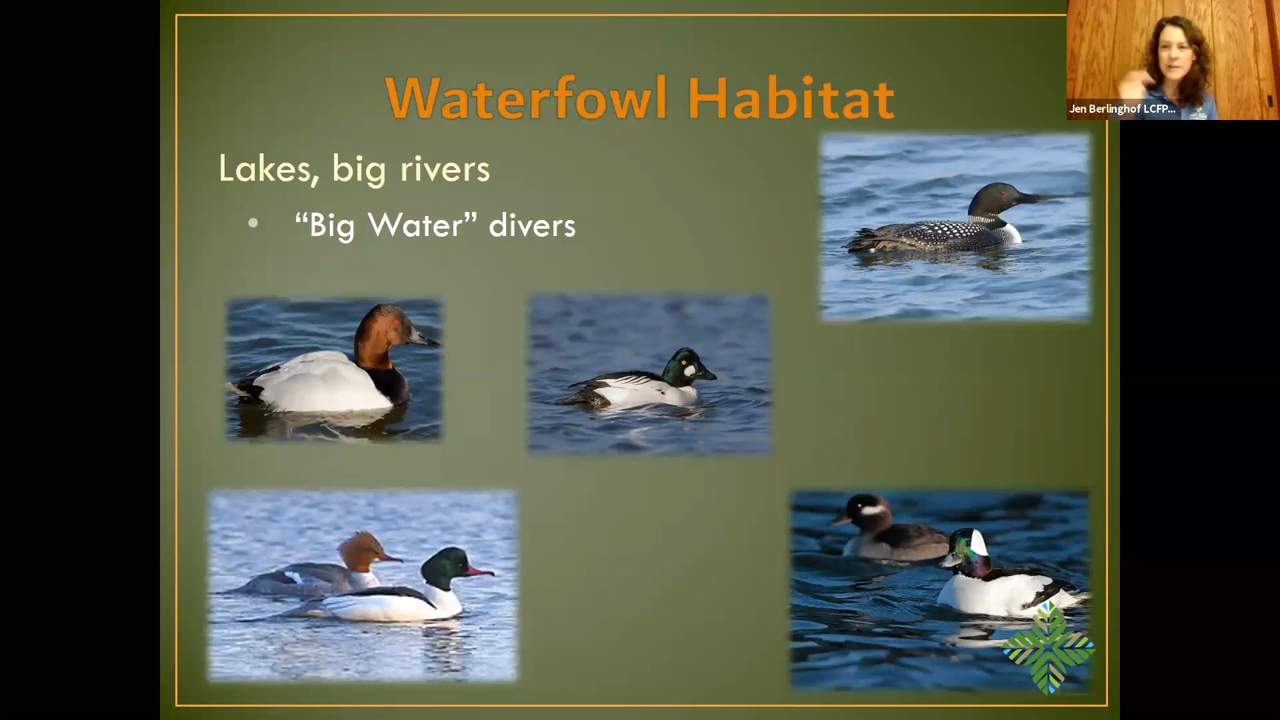 Waterfowl Habitat
Jen Berlinghof LCFP...
Lakes, big rivers
• “Big Water” divers